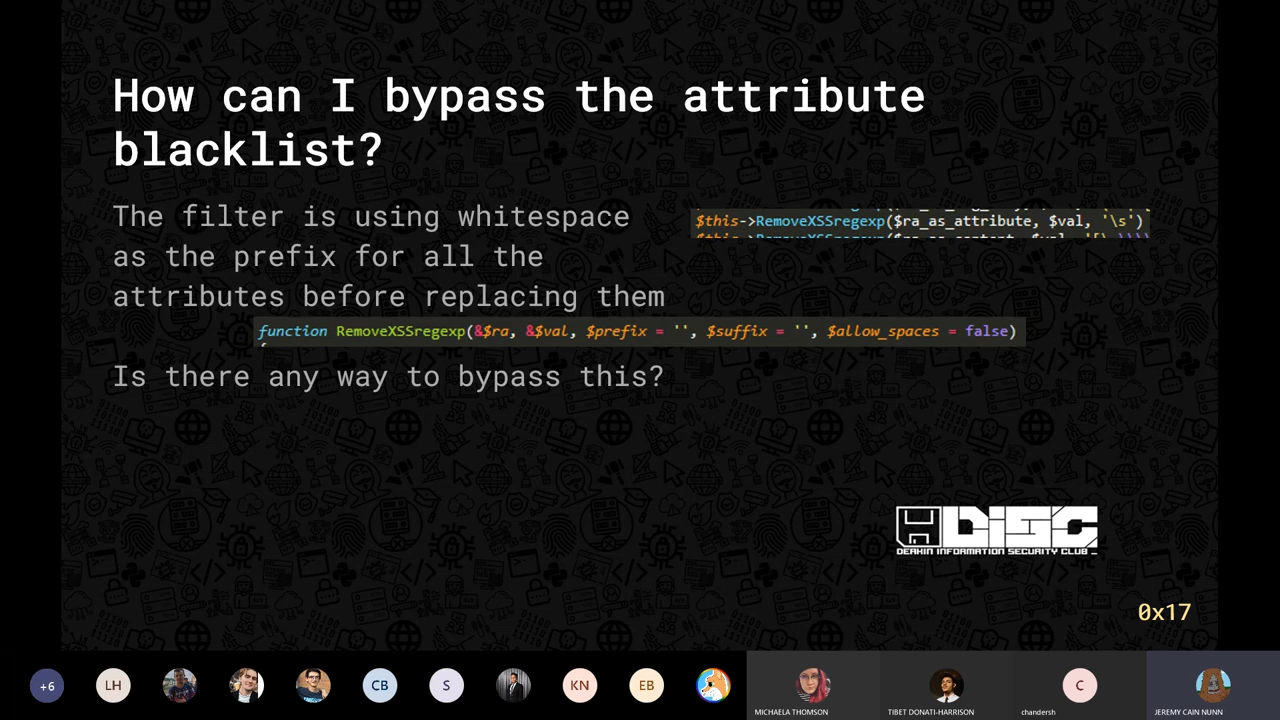 How can I bypass the attribute
blacklist?
The filter is using whitespace
as the prefix for all the
attributes before replacing them
$this->RemoveXSSregexp($ra_as_attribute, $val, '\s')
function RemoveXSSregexp(&$ra, &$val, $prefix = '', $suffix = '', $allow_spaces = false)
Is there any way to bypass this?
DISC
DEAKIN INFORMATION SECURITY CLUB _
0x17
+6
LH
CB
S
KN
EB
C
MICHAELA THOMSON
TIBET DONATI-HARRISON
chandersh
JEREMY CAIN NUNN